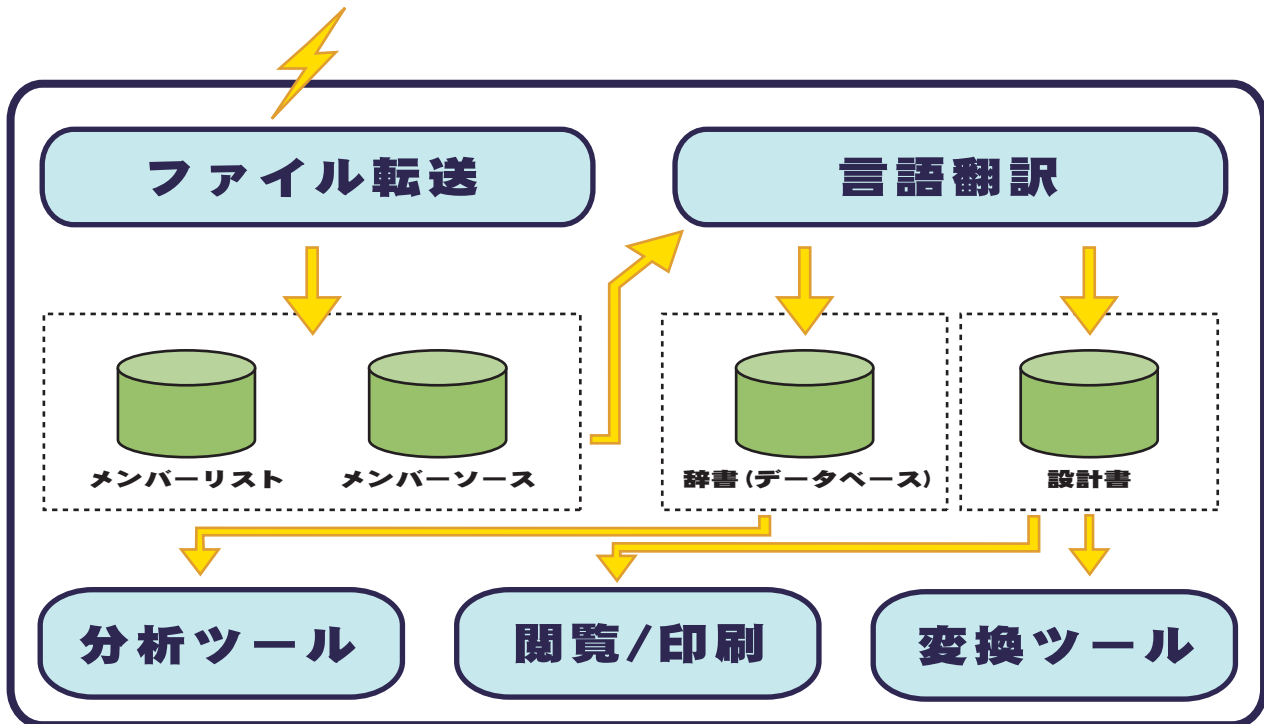 ファイル転送
言語翻訳
メンバーリスト
メンバーソース
辞書(データベース)
設計書
分析ツール
閲覧/印刷
変換ツール